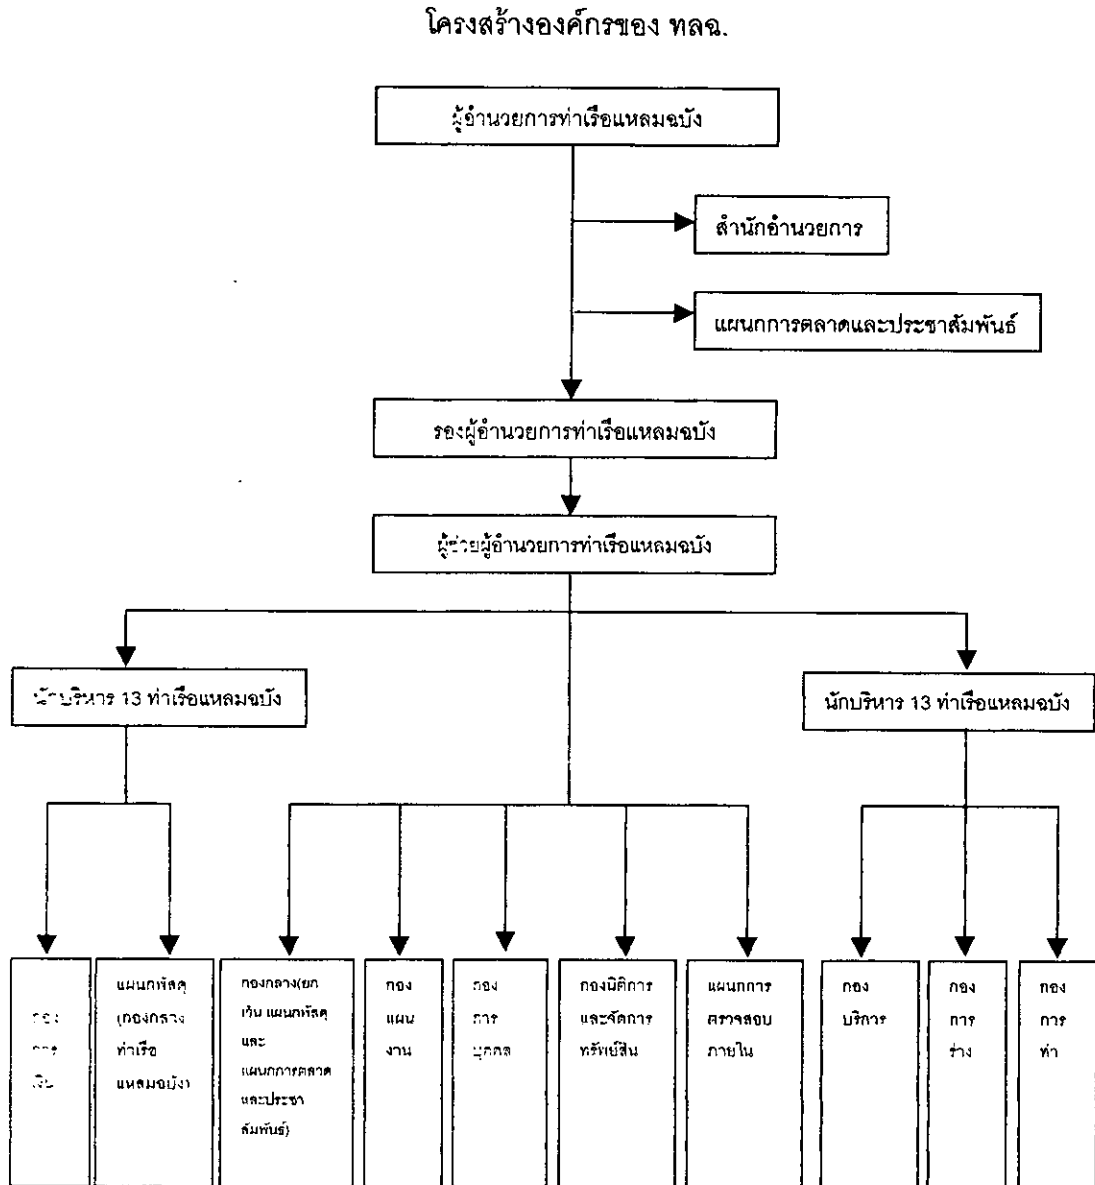 โครงสร้างองค์กรของ ทลฉ.
ผู้อำนวยการท่าเรือแหลมฉบัง
สำนักอำนวยการ
แผนกการตลาดและประชาสัมพันธ์
รองผู้อำนวยการท่าเรือแหลมฉบัง
ผู้ช่วยผู้อำนวยการท่าเรือแหลมฉบัง
นักบริหาร 13 ท่าเรือแหลมฉบัง
นักบริหาร 13 ท่าเรือแหลมฉบัง
กอง
การ
เงิน
แผนกพัสดุ
(กองกลาง
ท่าเรือ
แหลมฉบัง)
กองกลาง(ยก
เว้น แผนกพัสดุ
และ
แผนกการตลาด
และประชา
สัมพันธ์)
กอง
แผน
งาน
กอง
การ
บุคคล
กองนิติการ
และจัดการ
ทรัพย์สิน
แผนกการ
ตรวจสอบ
ภายใน
กอง
บริการ
กอง
การ
ช่าง
กอง
การ
ท่า